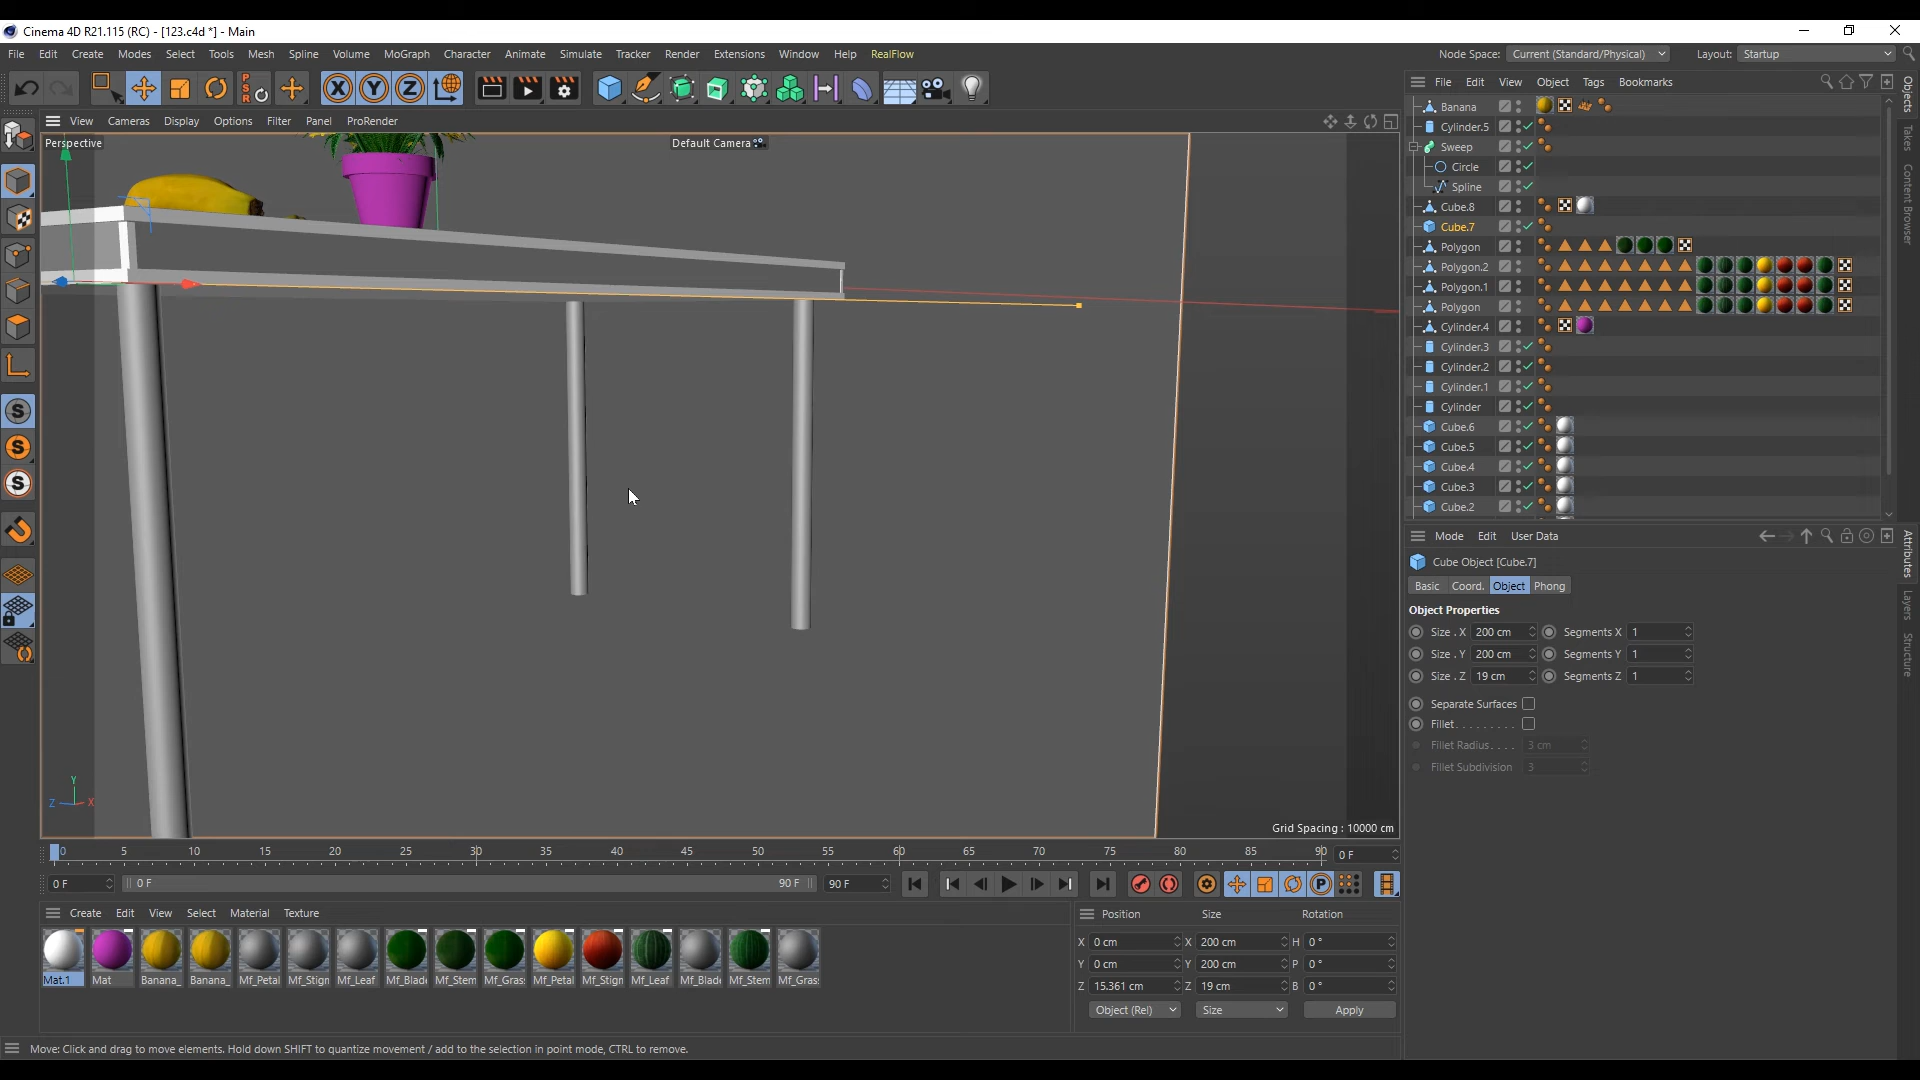 Cinema 4D R21.115 (RC) - [123.c4d *] - Main
File Edit Create Modes Select Tools Mesh Spline Volume MoGraph Character Animate Simulate Tracker Render Extensions Window Help RealFlow
Node Space: Current (Standard/Physical) Layout: Startup
View Cameras Display Options Filter Panel ProRender
Perspective
Default Camera
Grid Spacing : 10000 cm
File Edit View Object Tags Bookmarks
Banana
Cylinder.5
Sweep
Circle
Spline
Cube.8
Cube.7
Polygon
Polygon.2
Polygon.1
Polygon
Cylinder.4
Cylinder.3
Cylinder.2
Cylinder.1
Cylinder
Cube.6
Cube.5
Cube.4
Cube.3
Cube.2
Objects
Takes
Content Browser
Attributes
Layers
Structure
Mode Edit User Data
Cube Object [Cube.7]
Basic Coord. Object Phong
Object Properties
Size . X 200 cm Segments X 1
Size . Y 200 cm Segments Y 1
Size . Z 19 cm Segments Z 1
Separate Surfaces
Fillet. . . . . . . . .
Fillet Radius. . . . 3 cm
Fillet Subdivision 3
0 5 10 15 20 25 30 35 40 45 50 55 60 65 70 75 80 85 90 0 F
0 F 0 F 90 F 90 F
Create Edit View Select Material Texture
Mat.1 Mat Banana_ Banana_ Mf_Petal Mf_Stign Mf_Leaf Mf_Blade Mf_Stem Mf_Gras: Mf_Petal Mf_Stign Mf_Leaf Mf_Blade Mf_Stem Mf_Gras:
Position Size Rotation
X 0 cm X 200 cm H 0 °
Y 0 cm Y 200 cm P 0 °
Z 15.361 cm Z 19 cm B 0 °
Object (Rel) Size Apply
Move: Click and drag to move elements. Hold down SHIFT to quantize movement / add to the selection in point mode, CTRL to remove.
X
Y
Z